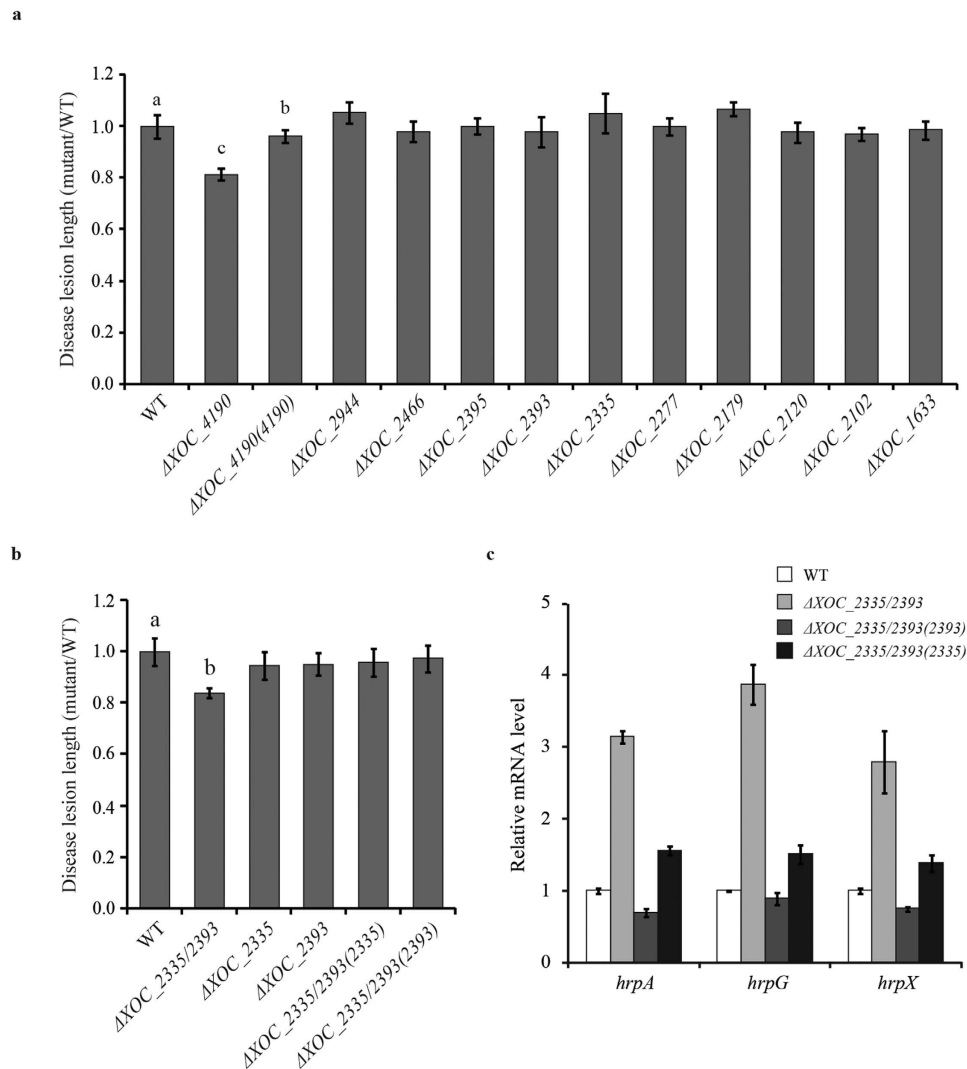 a
Disease lesion length (mutant/WT)
1.2
1.0
0.8
0.6
0.4
0.2
0.0
a
c
b
WT
ΔXOC_4190
ΔXOC_4190(4190)
ΔXOC_2944
ΔXOC_2466
ΔXOC_2395
ΔXOC_2393
ΔXOC_2335
ΔXOC_2277
ΔXOC_2179
ΔXOC_2120
ΔXOC_2102
ΔXOC_1633
b
Disease lesion length (mutant/WT)
1.2
1.0
0.8
0.6
0.4
0.2
0.0
a
b
WT
ΔXOC_2335/2393
ΔXOC_2335
ΔXOC_2393
ΔXOC_2335/2393(2335)
ΔXOC_2335/2393(2393)
c
WT
ΔXOC_2335/2393
ΔXOC_2335/2393(2393)
ΔXOC_2335/2393(2335)
Relative mRNA level
5
4
3
2
1
0
hrpA
hrpG
hrpX